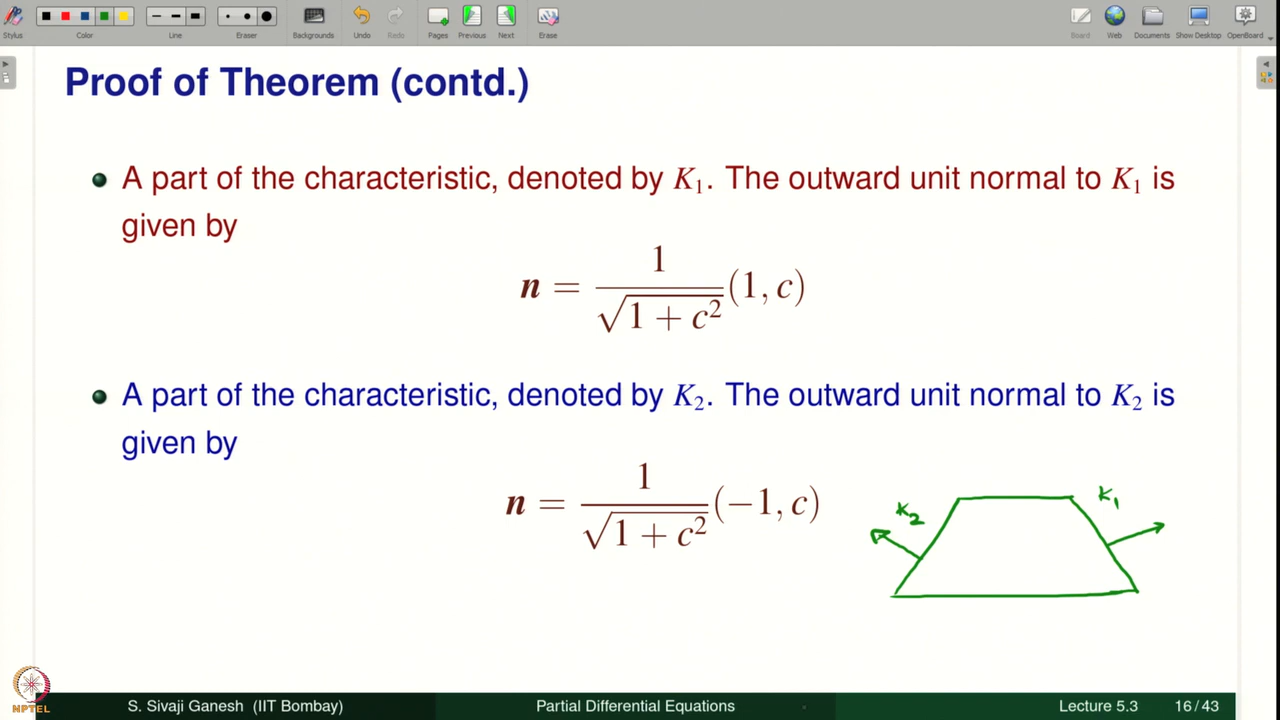 Stylus
Color
Line
Eraser
Backgrounds
Undo
Redo
Pages
Previous
Next
Erase
Board
Web
Documents
Show Desktop
OpenBoard
Proof of Theorem (contd.)
A part of the characteristic, denoted by K₁. The outward unit normal to K₁ is
given by
n = 1/√(1 + c²) (1, c)
A part of the characteristic, denoted by K₂. The outward unit normal to K₂ is
given by
n = 1/√(1 + c²) (−1, c)
K₂
K₁
NPTEL
S. Sivaji Ganesh (IIT Bombay)
Partial Differential Equations
Lecture 5.3
16 / 43